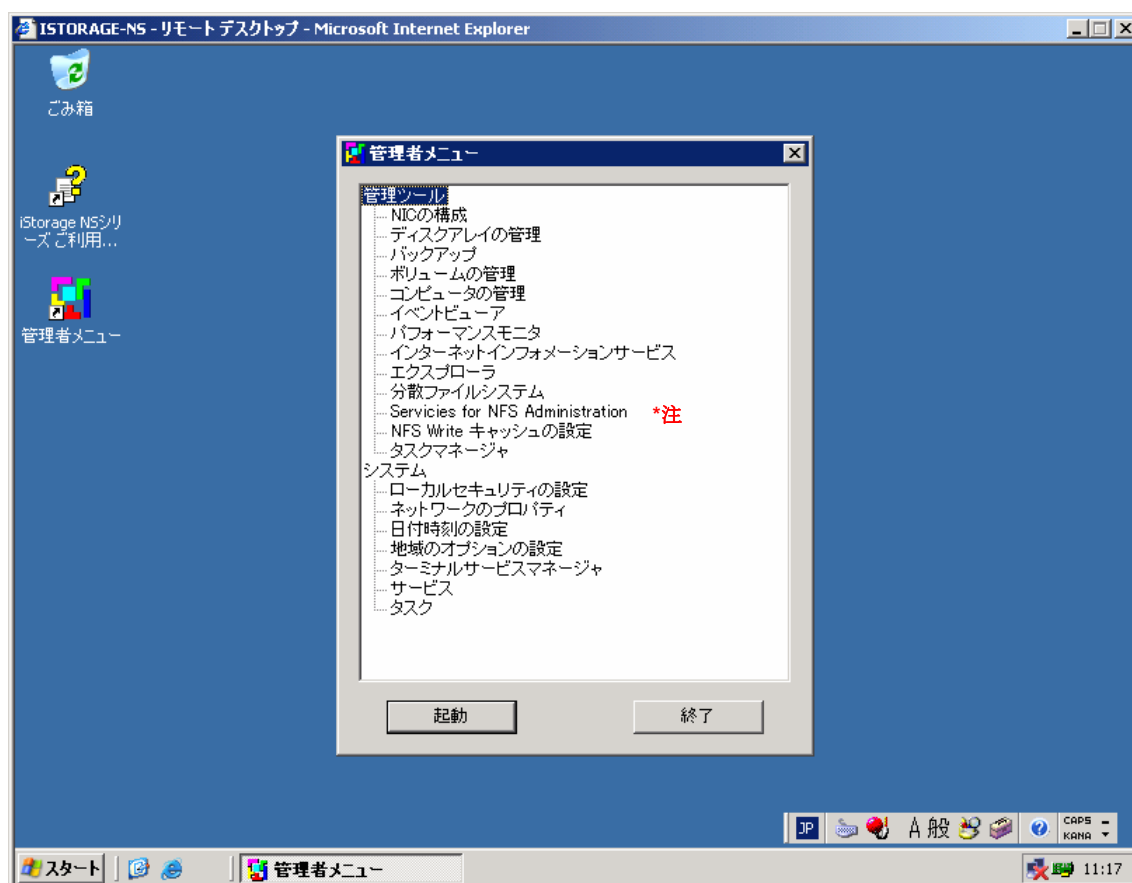 ISTORAGE-NS - リモート デスクトップ - Microsoft Internet Explorer
ごみ箱
iStorage NSシリ
ーズ ご利用...
管理者メニュー
管理者メニュー
管理ツール
NICの構成
ディスクアレイの管理
バックアップ
ボリュームの管理
コンピュータの管理
イベントビューア
パフォーマンスモニタ
インターネットインフォメーションサービス
エクスプローラ
分散ファイルシステム
Servicies for NFS Administration *注
NFS Write キャッシュの設定
タスクマネージャ
システム
ローカルセキュリティの設定
ネットワークのプロパティ
日付時刻の設定
地域のオプションの設定
ターミナルサービスマネージャ
サービス
タスク
起動 終了
JP A 般 CAPS
KANA
スタート 管理者メニュー 11:17